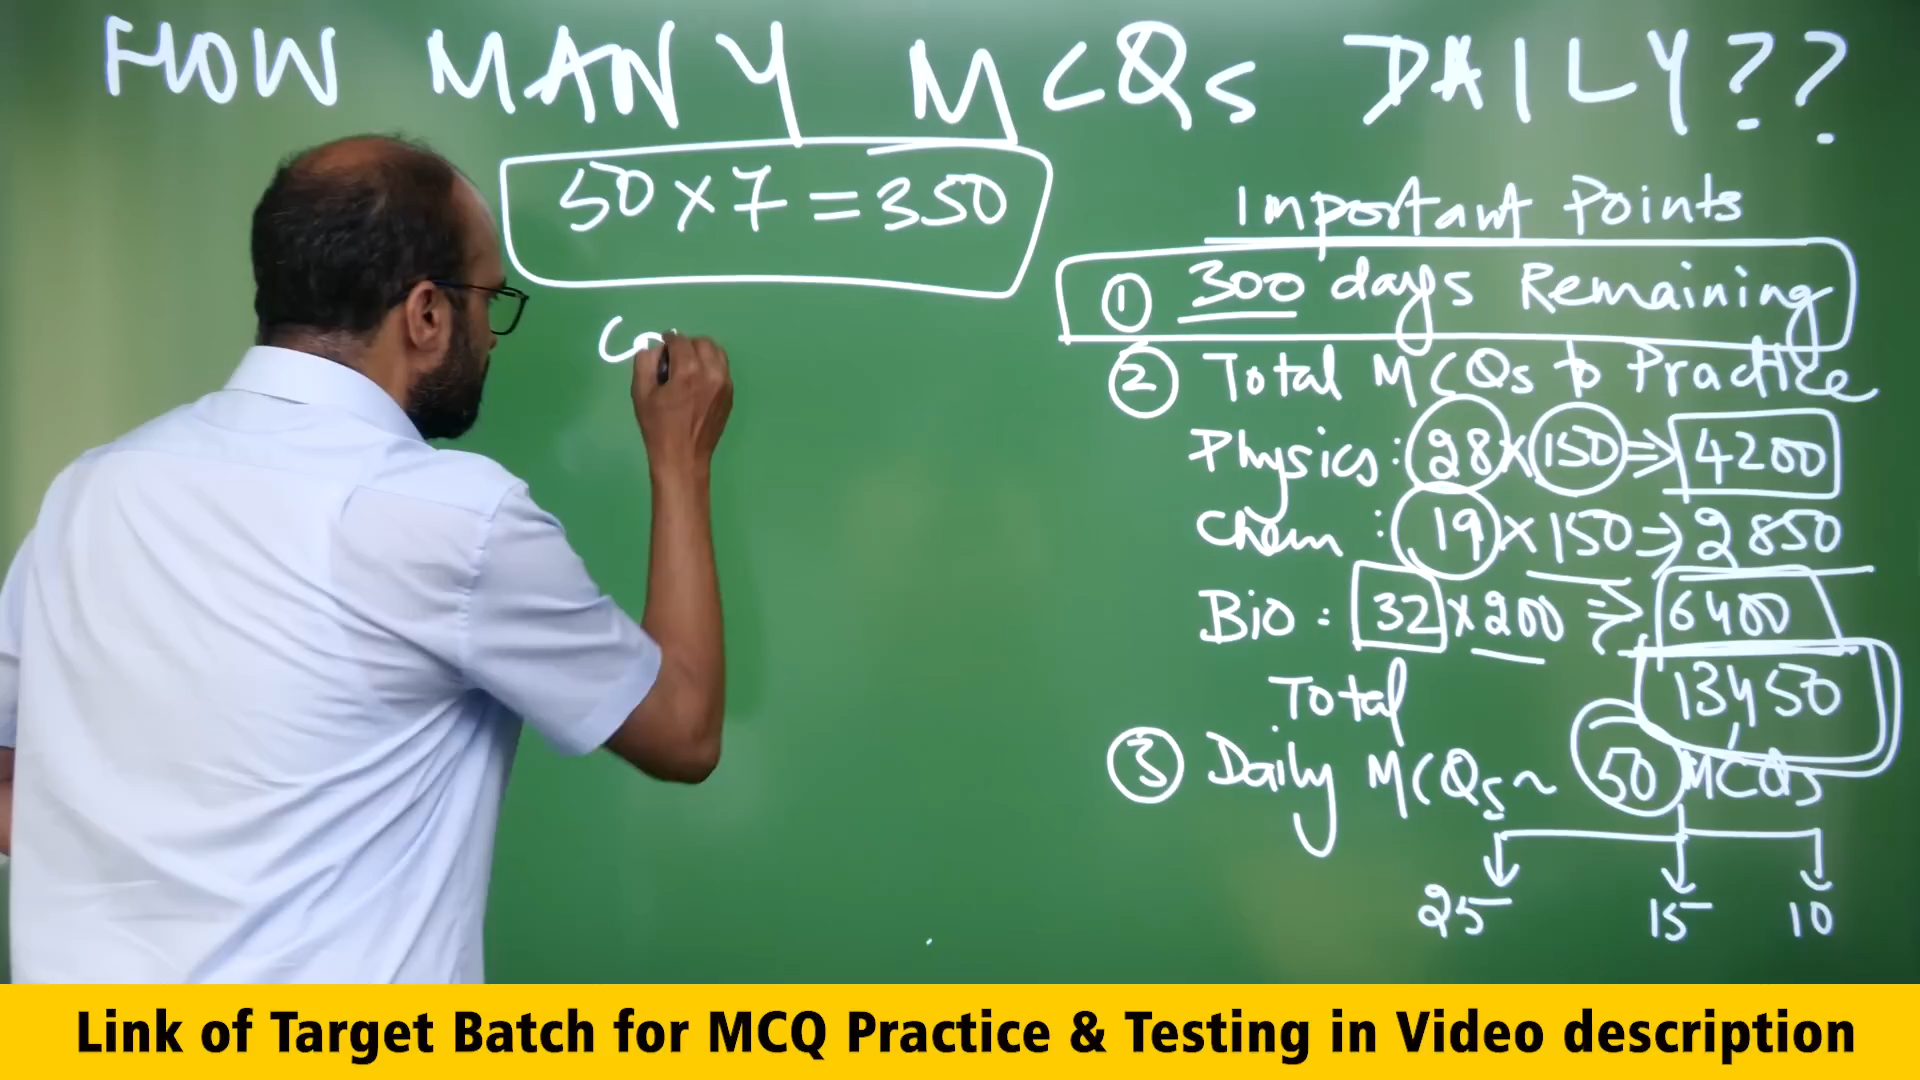 HOW MANY MCQs DAILY??
50 × 7 = 350
Important Points
① 300 days Remaining
② Total MCQs to Practice
Physics: 28 × 150 ⇒ 4200
Chem : 19 × 150 ⇒ 2850
Bio : 32 × 200 ⇒ 6400
Total 13,450
③ Daily MCQs ~ 50 MCQs
25 15 10
Link of Target Batch for MCQ Practice & Testing in Video description